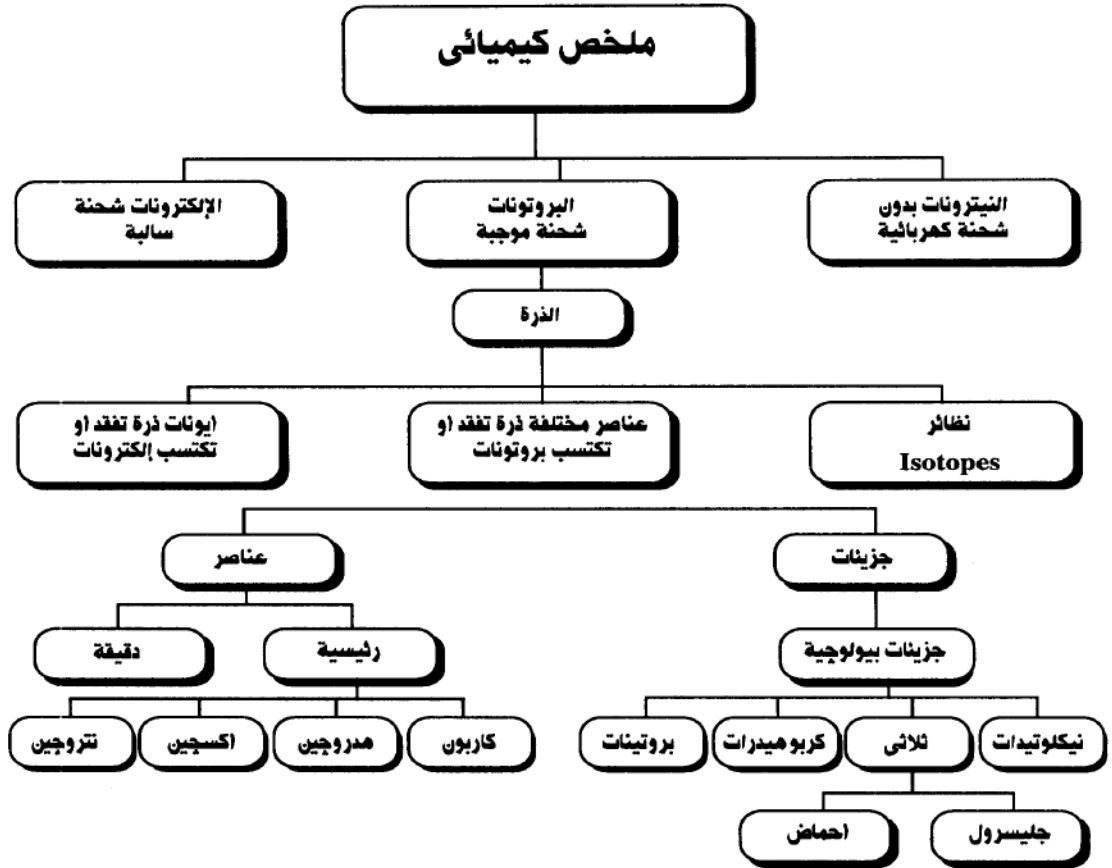 ملخص كيميائى
النيترونات بدون
شحنة كهربائية
البروتونات
شحنة موجبة
الإلكترونات شحنة
سالبة
الذرة
نظائر
Isotopes
عناصر مختلفة ذرة تفقد او
تكتسب بروتونات
ايونات ذرة تفقد او
تكتسب إلكترونات
جزيئات
عناصر
جزيئات بيولوجية
رئيسية
دقيقة
نيكلوتيدات
ثلاثى
كربوهيدرات
بروتينات
كاربون
هدروجين
اكسجين
نتروجين
جليسرول
احماض